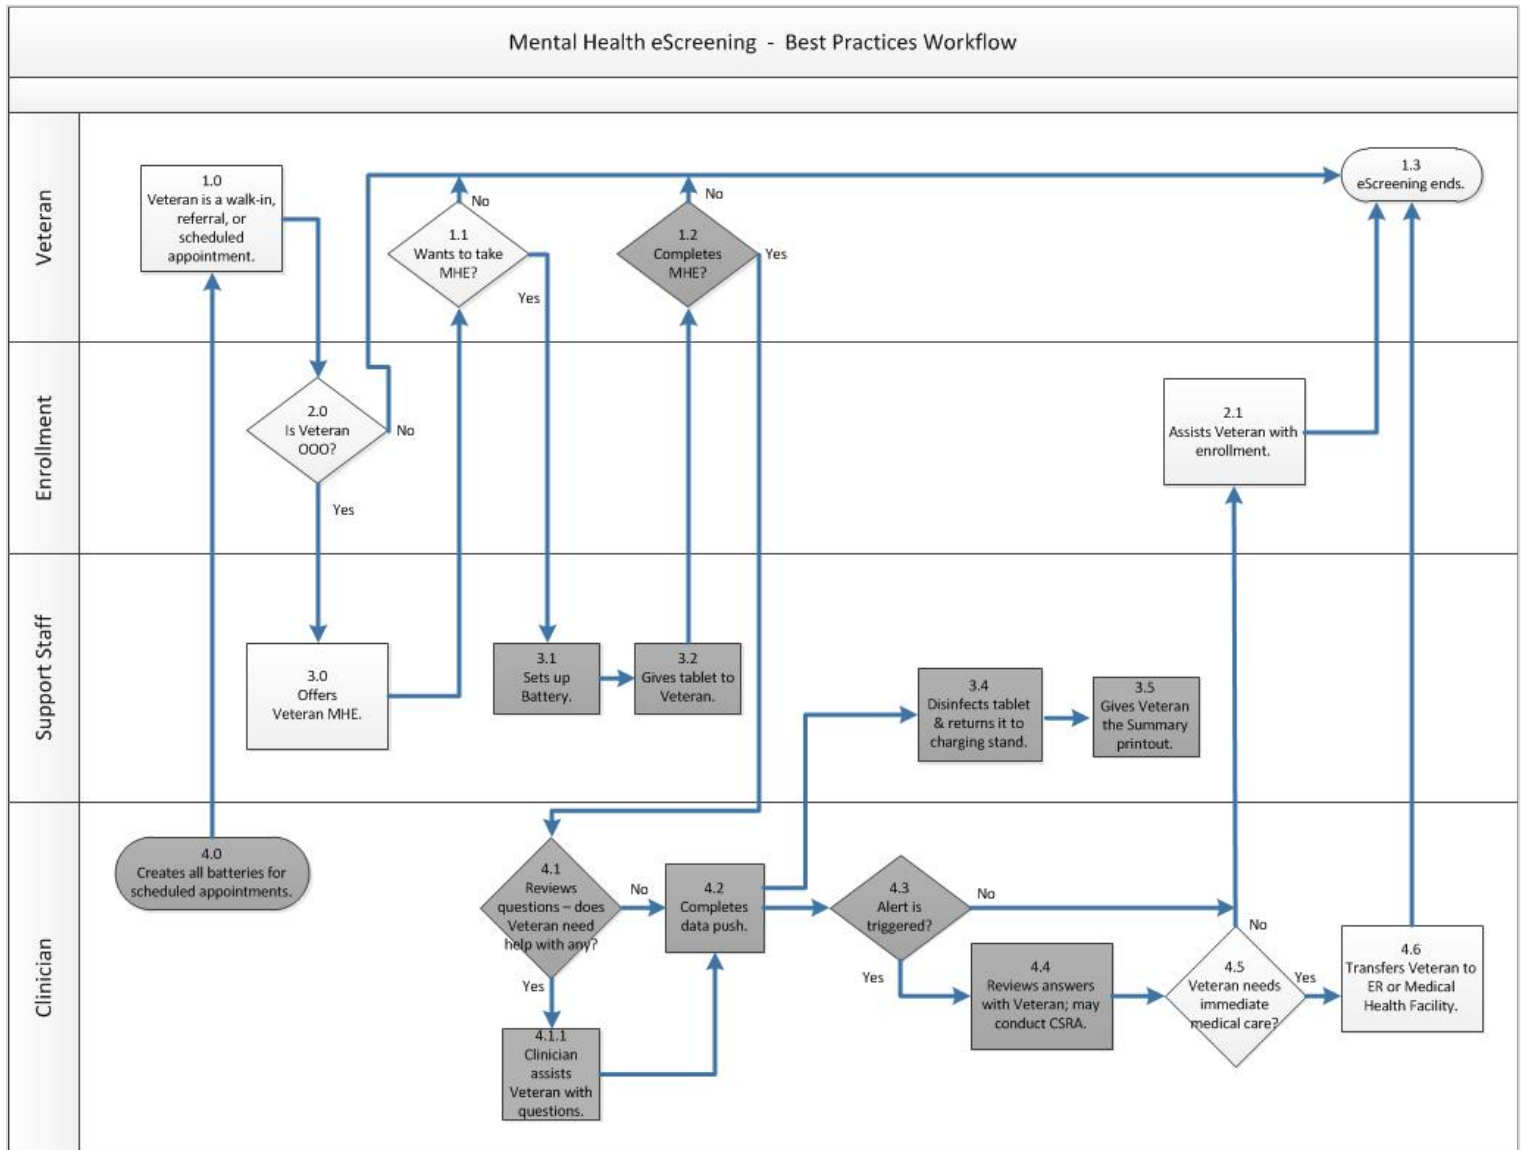 Mental Health eScreening - Best Practices Workflow
Veteran
1.0
Veteran is a walk-in,
referral, or
scheduled
appointment.
No
1.1
Wants to take
MHE?
Yes
No
1.2
Completes
MHE?
Yes
1.3
eScreening ends.
Enrollment
2.0
Is Veteran
OOO?
No
Yes
2.1
Assists Veteran with
enrollment.
Support Staff
3.0
Offers
Veteran MHE.
3.1
Sets up
Battery.
3.2
Gives tablet to
Veteran.
3.4
Disinfects tablet
& returns it to
charging stand.
3.5
Gives Veteran
the Summary
printout.
Clinician
4.0
Creates all batteries for
scheduled appointments.
4.1
Reviews
questions – does
Veteran need
help with any?
No
Yes
4.1.1
Clinician
assists
Veteran with
questions.
4.2
Completes
data push.
4.3
Alert is
triggered?
No
Yes
4.4
Reviews answers
with Veteran; may
conduct CSRA.
No
4.5
Veteran needs
immediate
medical care?
Yes
4.6
Transfers Veteran to
ER or Medical
Health Facility.